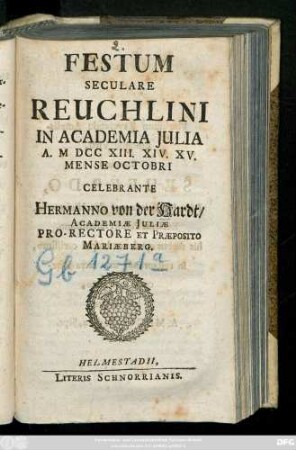 2.
FESTUM
SECULARE
REUCHLINI
IN ACADEMIA JULIA
A. M DCC XIII. XIV. XV.
MENSE OCTOBRI
CELEBRANTE
HERMANNO von der Hardt/
ACADEMIÆ JULIÆ
PRO-RECTORE ET PRÆPOSITO
MARIÆBERG.
Gb 1271a
HELMESTADII,
LITERIS SCHNORRIANIS.
DFG